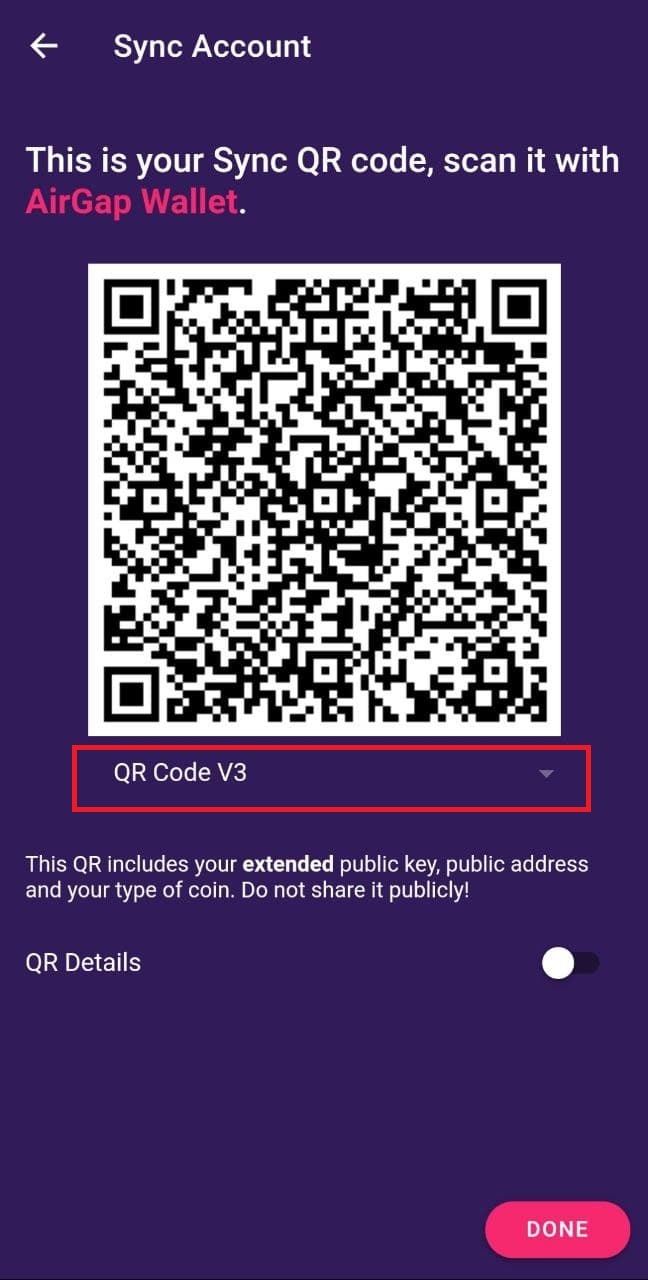 Sync Account
This is your Sync QR code, scan it with
AirGap Wallet.
QR Code V3
This QR includes your extended public key, public address
and your type of coin. Do not share it publicly!
QR Details
DONE